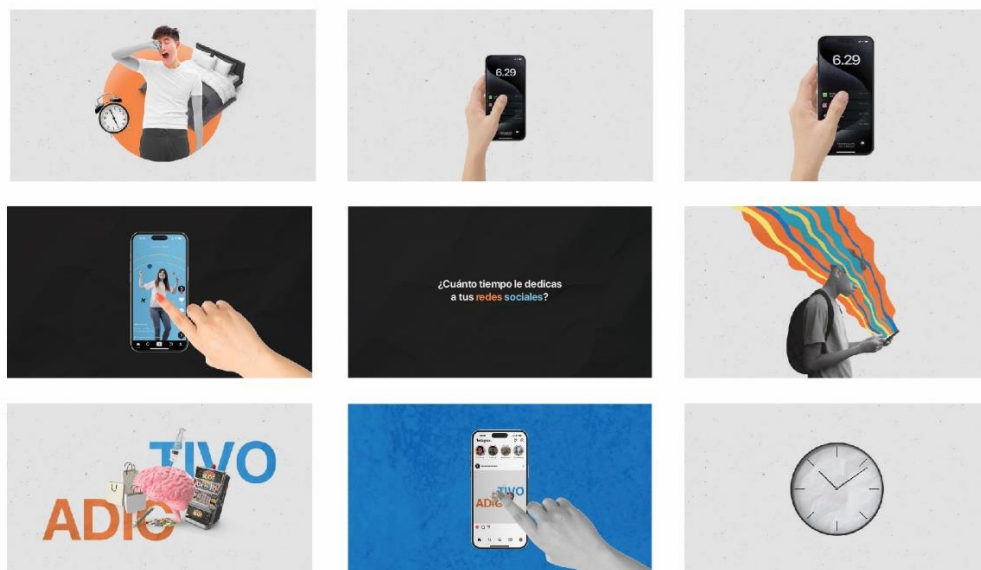 6.29
6.29
¿Cuánto tiempo le dedicas
a tus redes sociales?
TIVO
ADIC
TIVO
ADIC